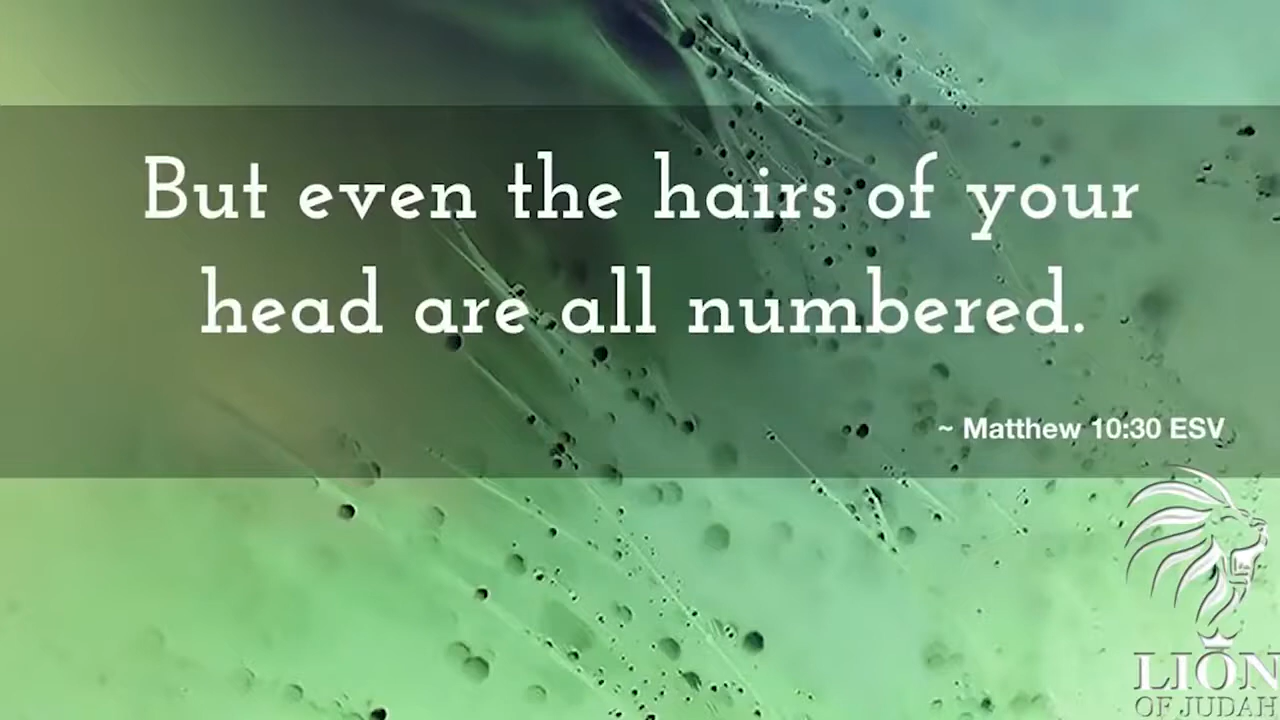 But even the hairs of your
head are all numbered.
~ Matthew 10:30 ESV
LION
OF JUDAH